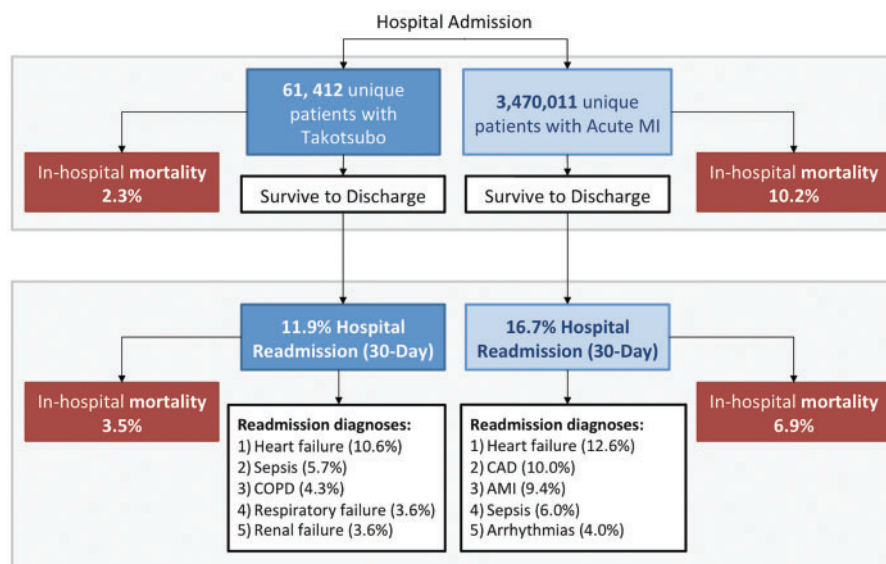 Hospital Admission
61, 412 unique
patients with
Takotsubo
3,470,011 unique
patients with Acute MI
In-hospital mortality
2.3%
Survive to Discharge
Survive to Discharge
In-hospital mortality
10.2%
11.9% Hospital
Readmission (30-Day)
16.7% Hospital
Readmission (30-Day)
In-hospital mortality
3.5%
Readmission diagnoses:
1) Heart failure (10.6%)
2) Sepsis (5.7%)
3) COPD (4.3%)
4) Respiratory failure (3.6%)
5) Renal failure (3.6%)
Readmission diagnoses:
1) Heart failure (12.6%)
2) CAD (10.0%)
3) AMI (9.4%)
4) Sepsis (6.0%)
5) Arrhythmias (4.0%)
In-hospital mortality
6.9%